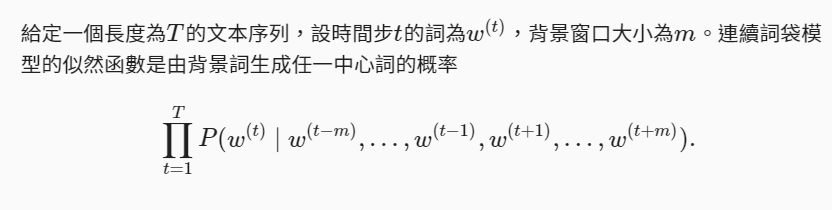 給定一個長度為T的文本序列，設時間步t的詞為w^(t)，背景窗口大小為m。連續詞袋模
型的似然函數是由背景詞生成任一中心詞的概率
∏_{t=1}^{T} P(w^(t) | w^(t−m), …, w^(t−1), w^(t+1), …, w^(t+m)).